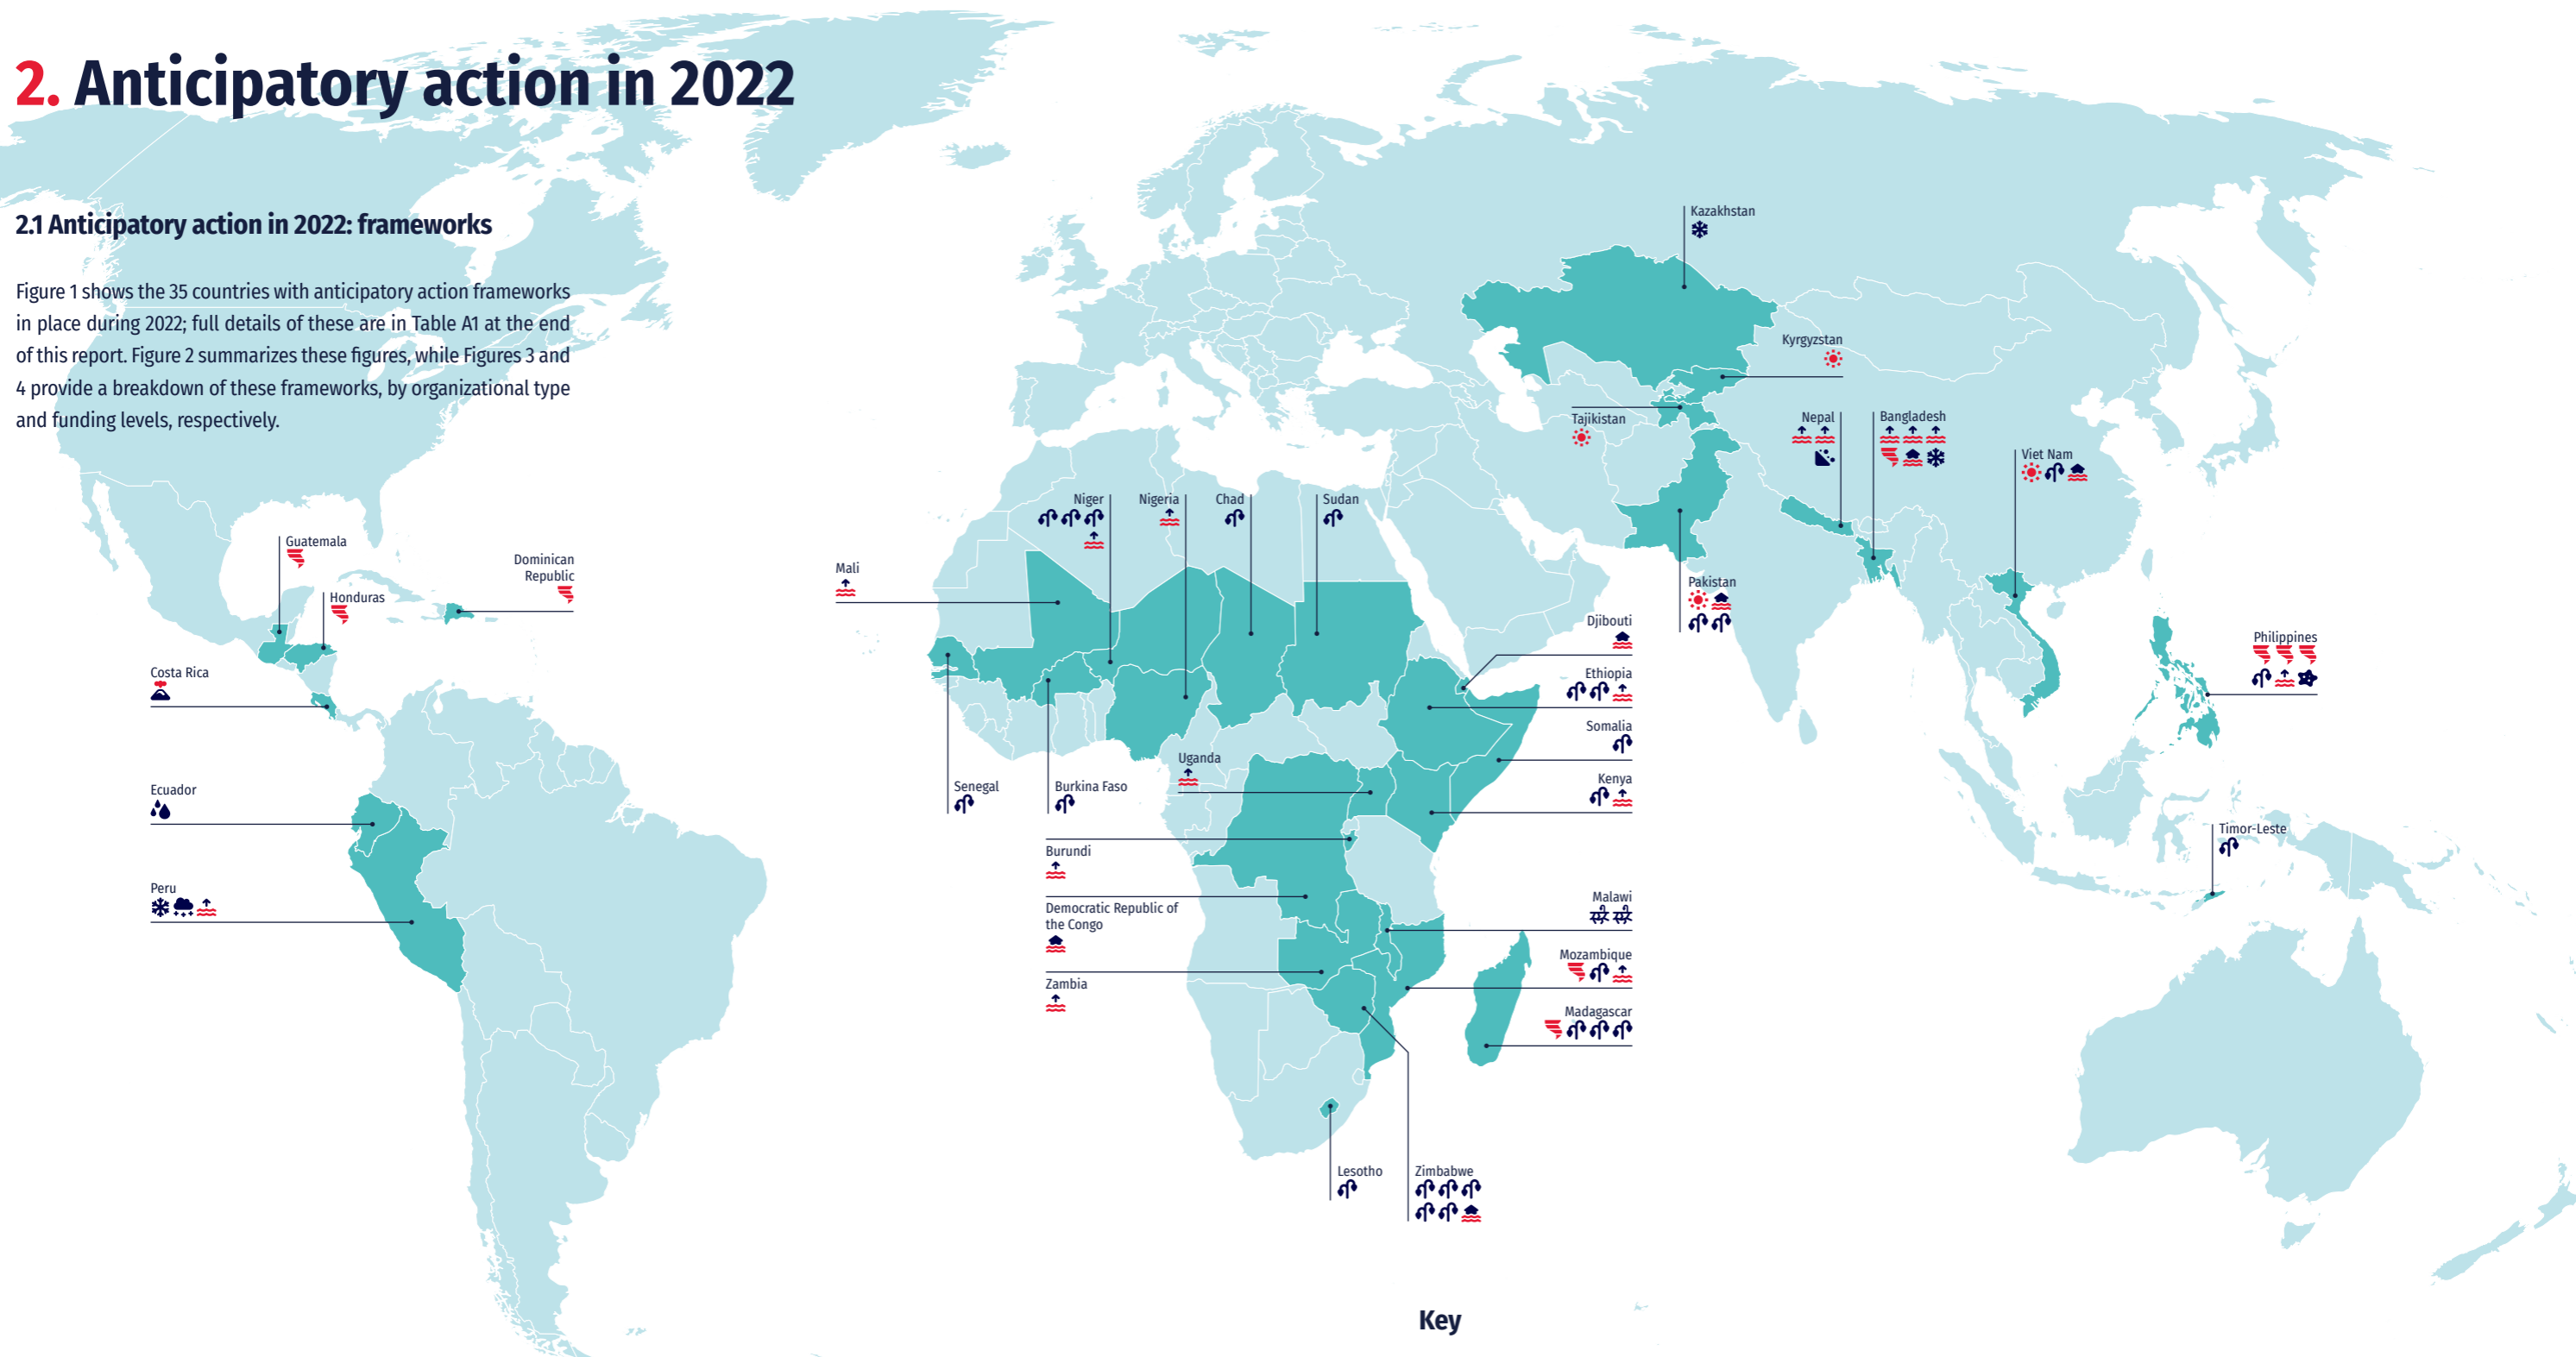 2. Anticipatory action in 2022
2.1 Anticipatory action in 2022: frameworks
Figure 1 shows the 35 countries with anticipatory action frameworks
in place during 2022; full details of these are in Table A1 at the end
of this report. Figure 2 summarizes these figures, while Figures 3 and
4 provide a breakdown of these frameworks, by organizational type
and funding levels, respectively.
Guatemala
Honduras
Dominican
Republic
Costa Rica
Ecuador
Peru
Mali
Niger
Nigeria
Chad
Sudan
Senegal
Burkina Faso
Uganda
Burundi
Democratic Republic of
the Congo
Zambia
Lesotho
Zimbabwe
Djibouti
Ethiopia
Somalia
Kenya
Malawi
Mozambique
Madagascar
Kazakhstan
Kyrgyzstan
Tajikistan
Nepal
Bangladesh
Viet Nam
Pakistan
Philippines
Timor-Leste
Key